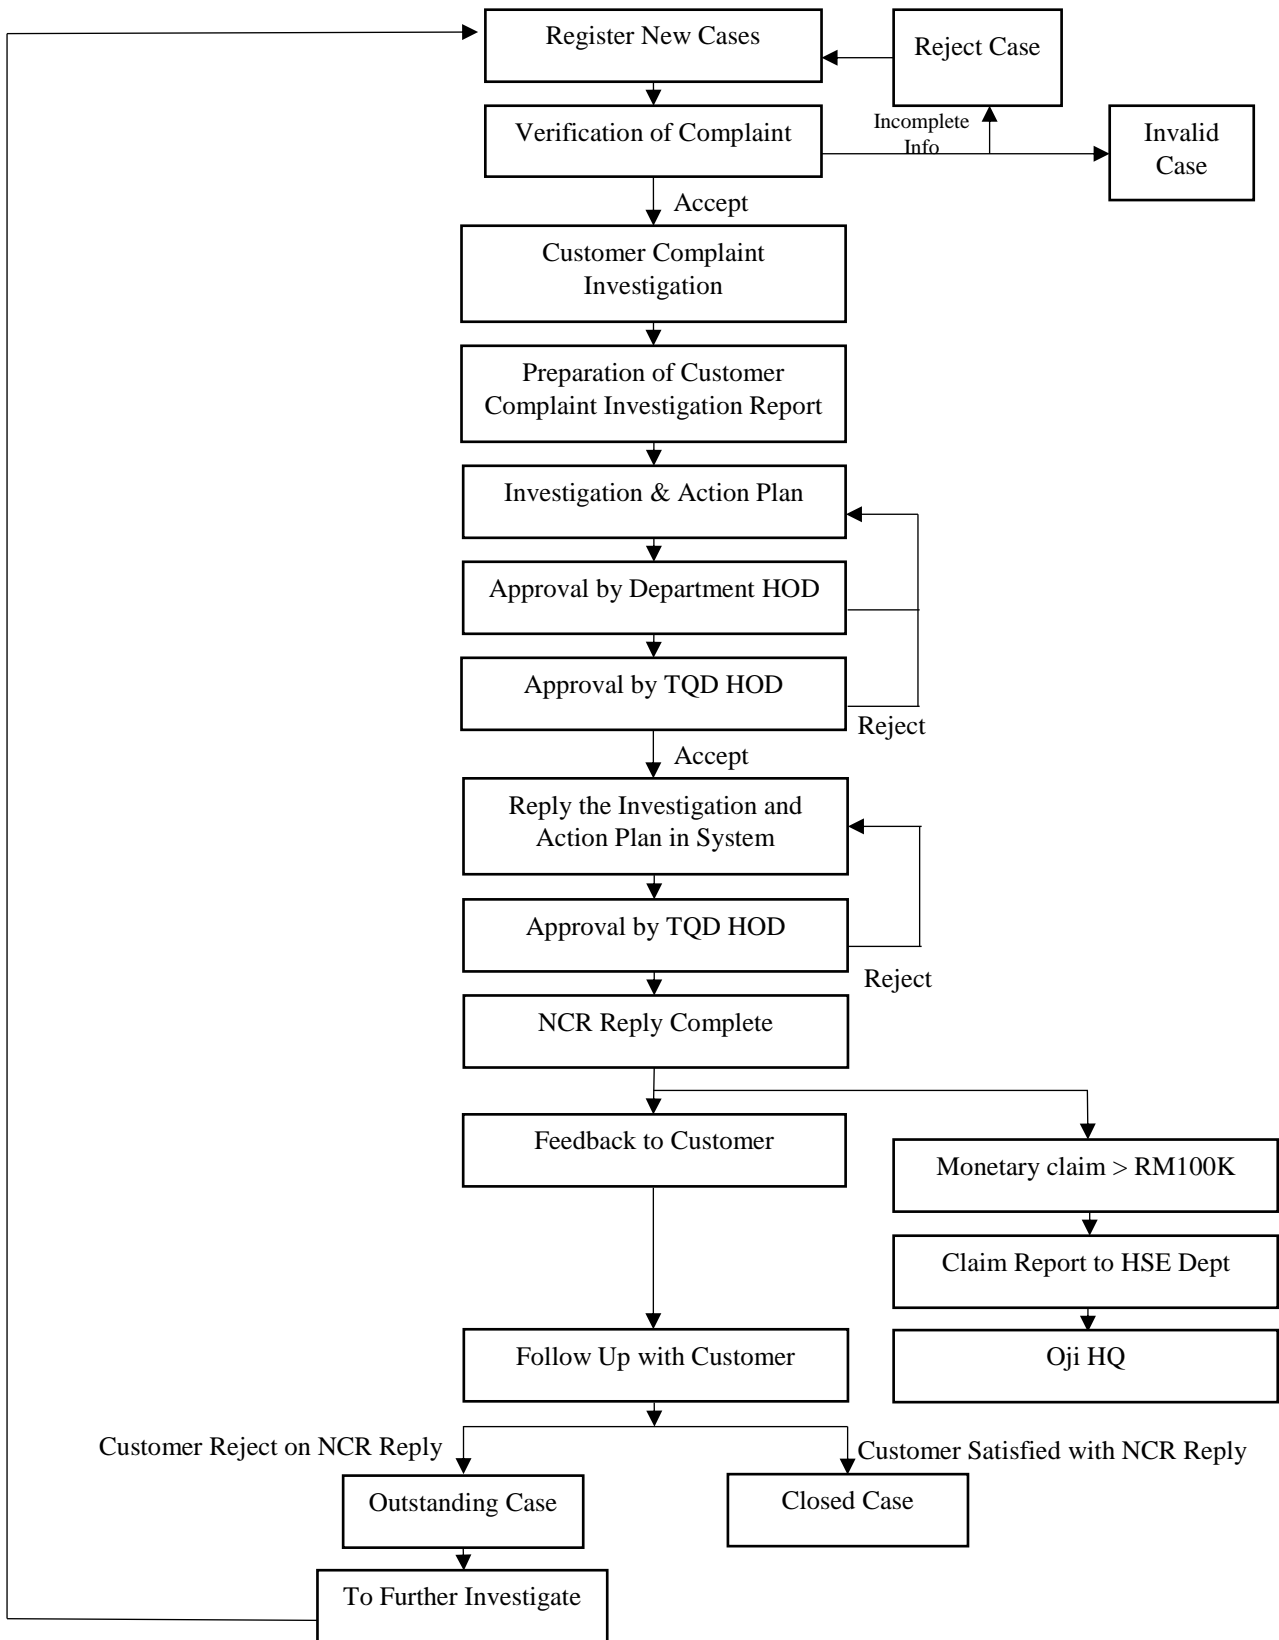 Register New Cases
Reject Case
Verification of Complaint
Incomplete
Info
Invalid
Case
Accept
Customer Complaint
Investigation
Preparation of Customer
Complaint Investigation Report
Investigation & Action Plan
Approval by Department HOD
Approval by TQD HOD
Reject
Accept
Reply the Investigation and
Action Plan in System
Approval by TQD HOD
Reject
NCR Reply Complete
Feedback to Customer
Monetary claim > RM100K
Claim Report to HSE Dept
Follow Up with Customer
Oji HQ
Customer Reject on NCR Reply
Customer Satisfied with NCR Reply
Outstanding Case
Closed Case
To Further Investigate